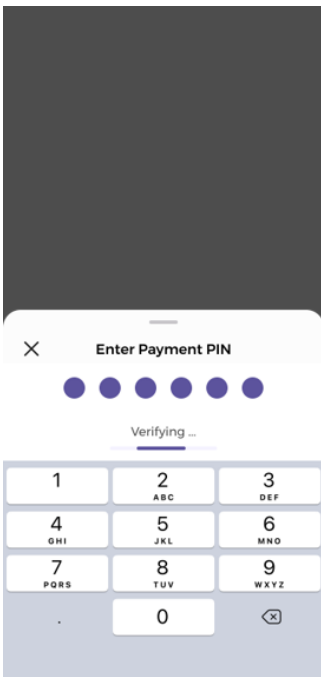 Enter Payment PIN
Verifying ...
1
2
ABC
3
DEF
4
GHI
5
JKL
6
MNO
7
PQRS
8
TUV
9
WXYZ
.
0